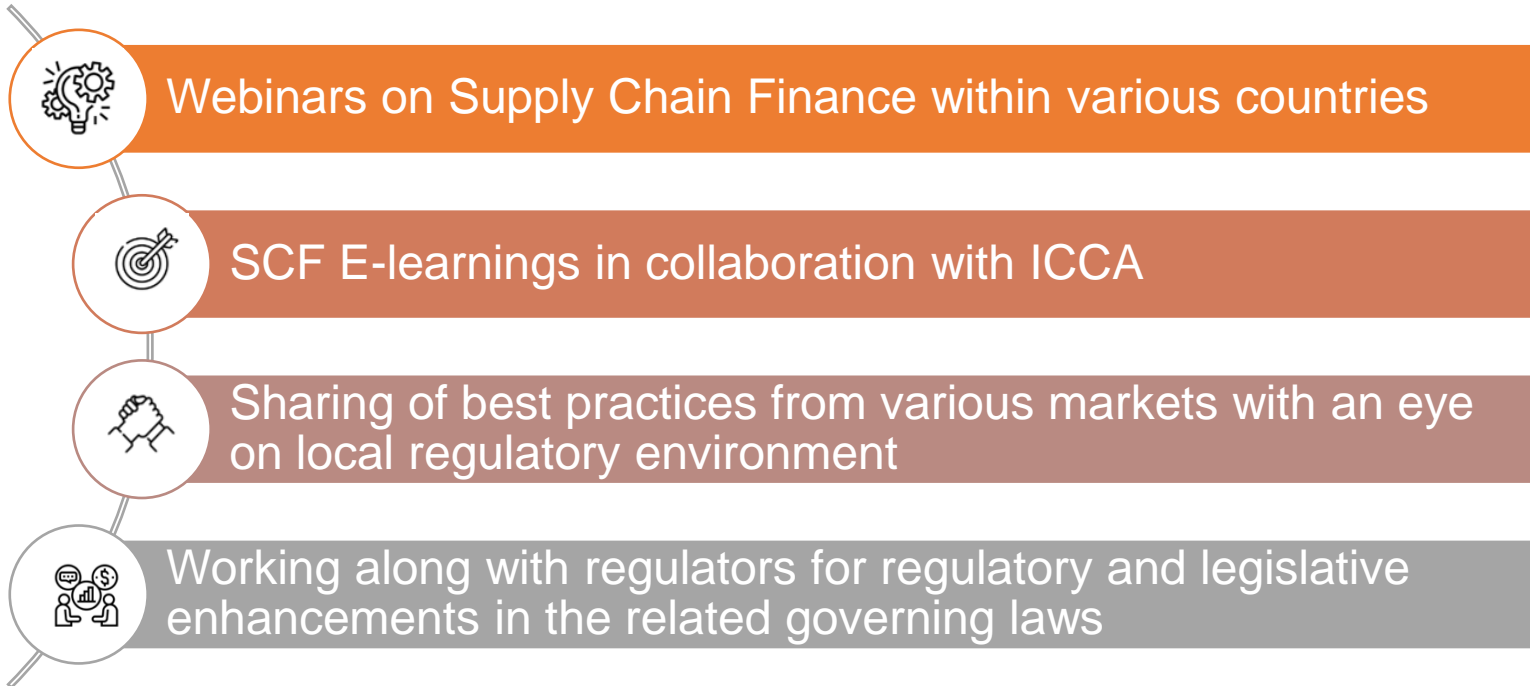 Webinars on Supply Chain Finance within various countries
SCF E-learnings in collaboration with ICCA
Sharing of best practices from various markets with an eye
on local regulatory environment
Working along with regulators for regulatory and legislative
enhancements in the related governing laws